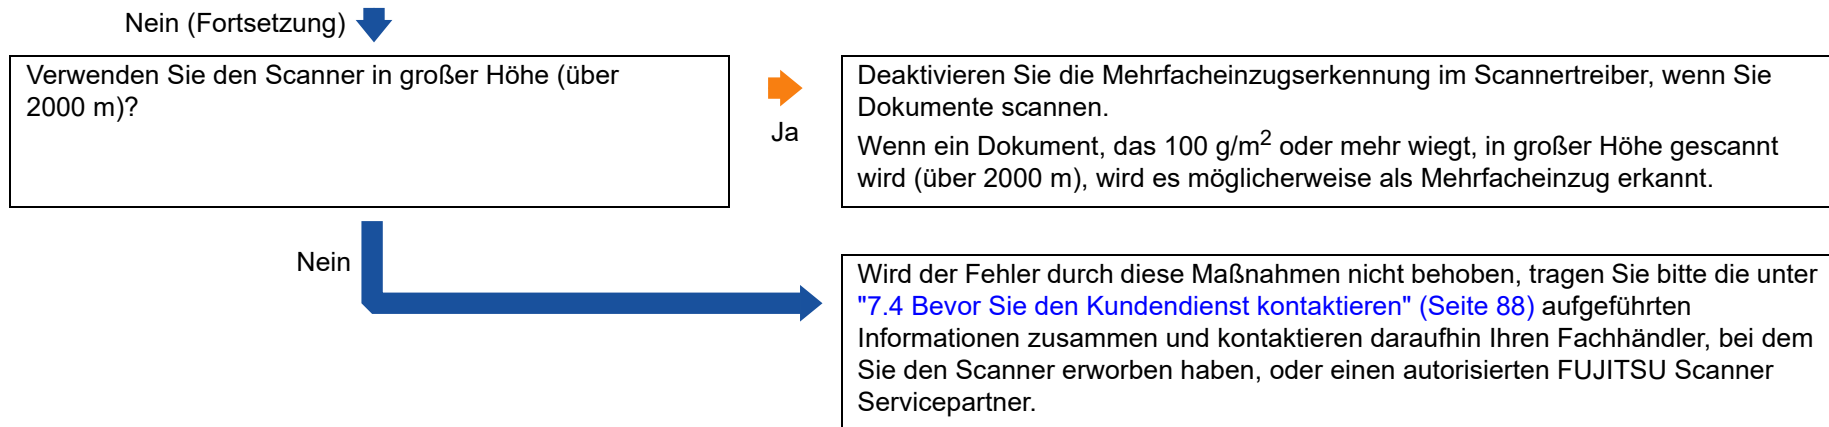 Nein (Fortsetzung)
Verwenden Sie den Scanner in großer Höhe (über
2000 m)?
Ja
Deaktivieren Sie die Mehrfacheinzugserkennung im Scannertreiber, wenn Sie
Dokumente scannen.
Wenn ein Dokument, das 100 g/m² oder mehr wiegt, in großer Höhe gescannt
wird (über 2000 m), wird es möglicherweise als Mehrfacheinzug erkannt.
Nein
Wird der Fehler durch diese Maßnahmen nicht behoben, tragen Sie bitte die unter
"7.4 Bevor Sie den Kundendienst kontaktieren" (Seite 88) aufgeführten
Informationen zusammen und kontaktieren daraufhin Ihren Fachhändler, bei dem
Sie den Scanner erworben haben, oder einen autorisierten FUJITSU Scanner
Servicepartner.